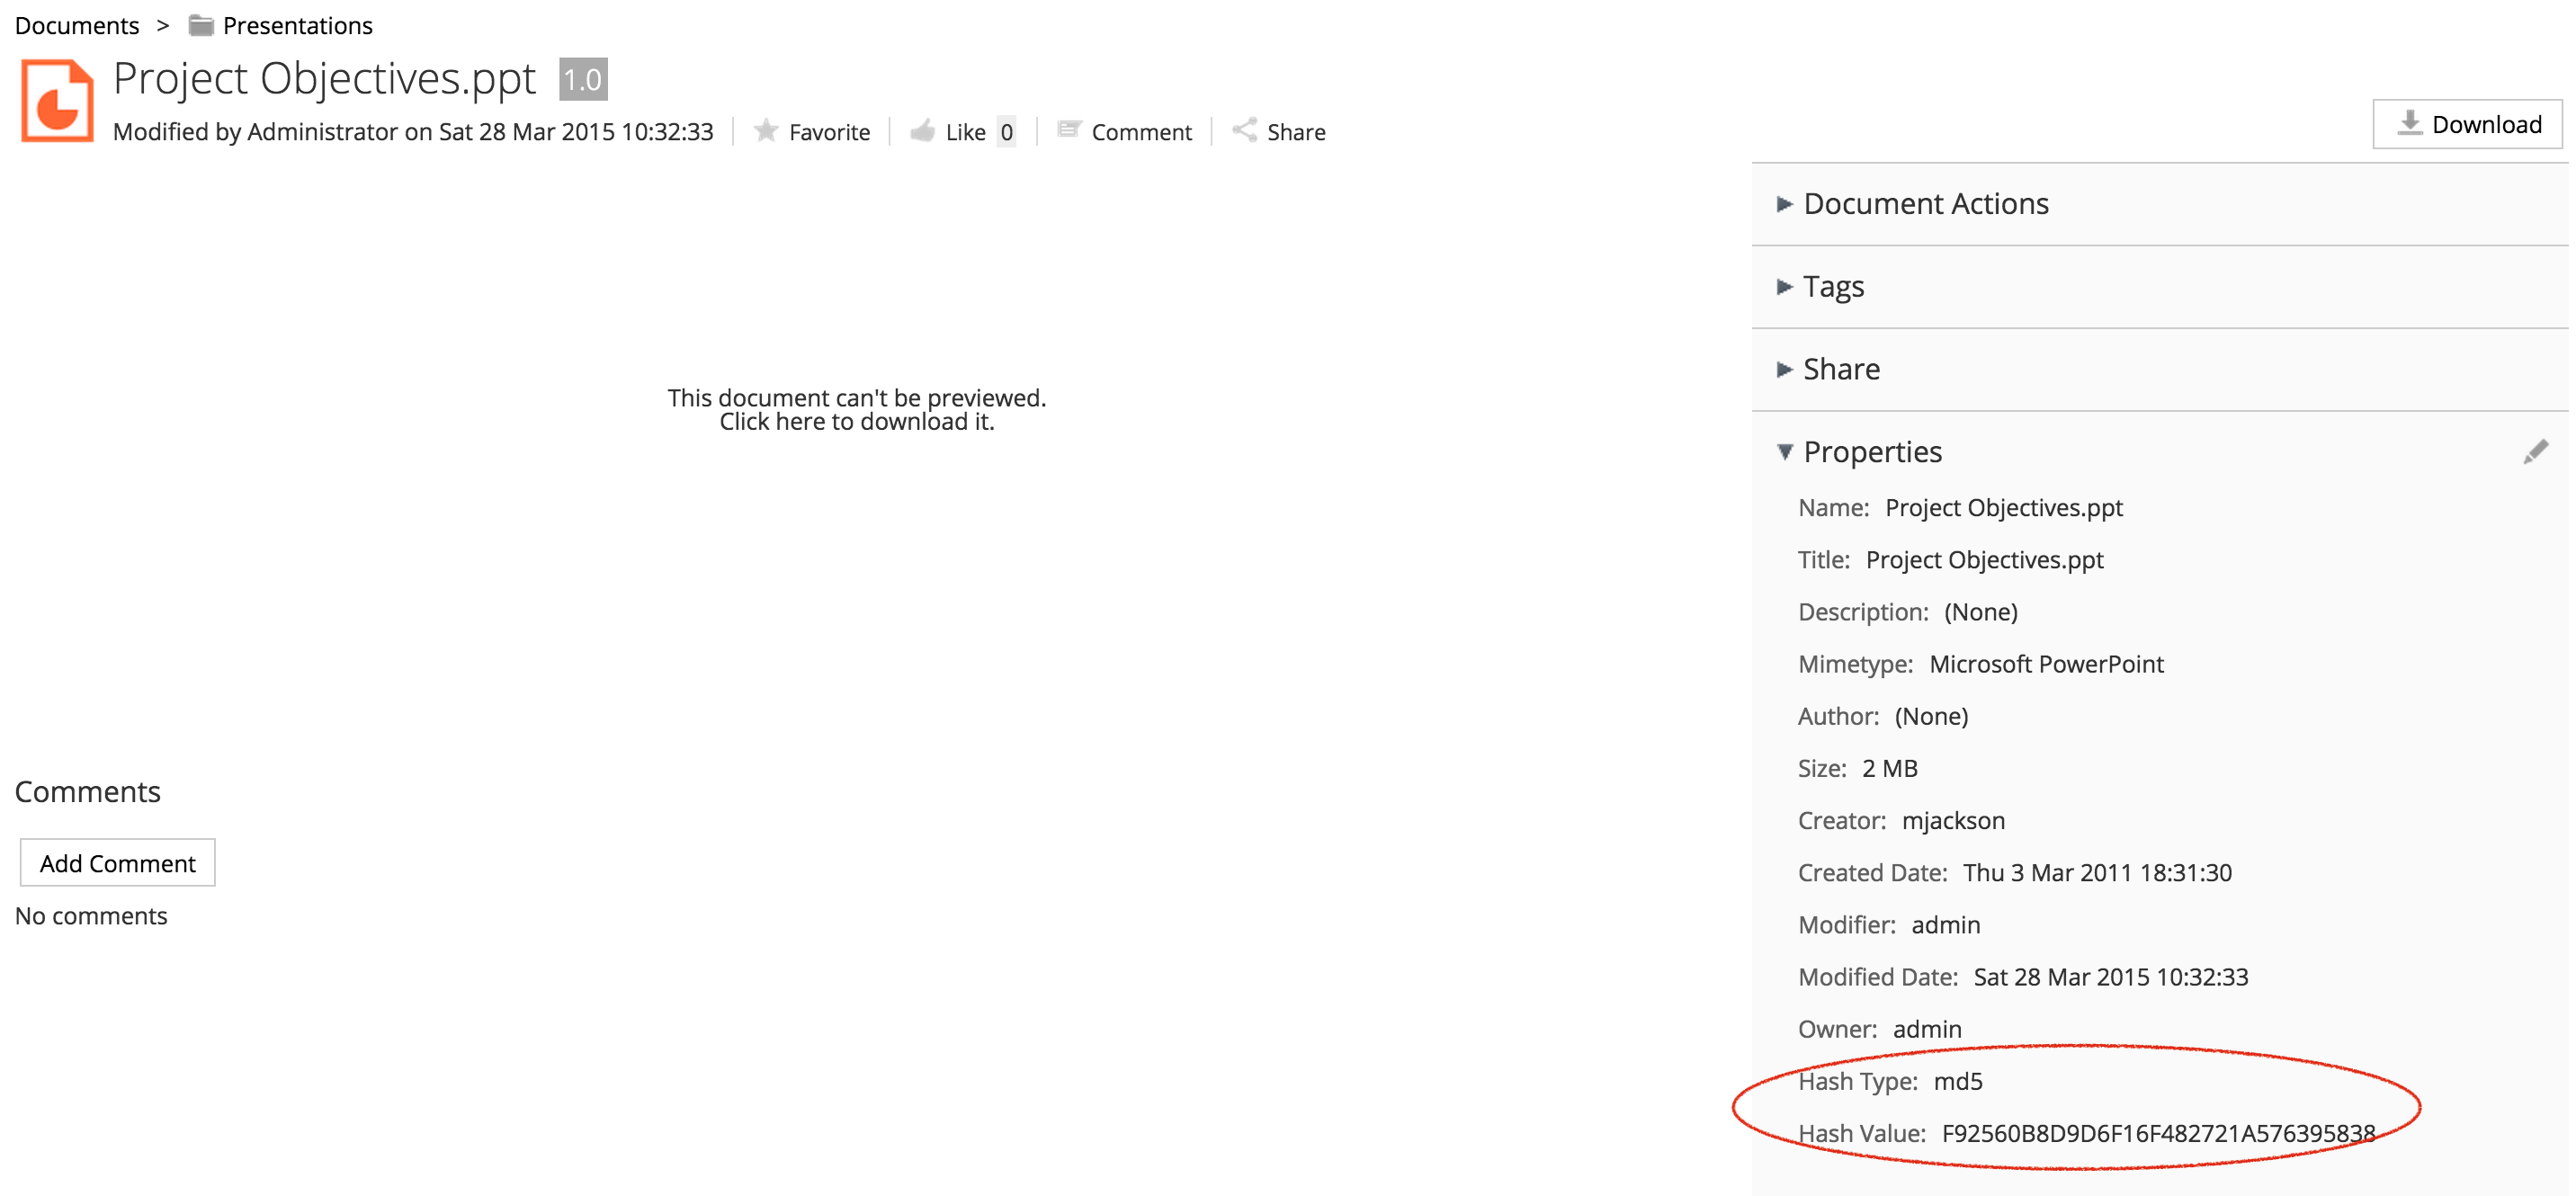 Documents > Presentations
Project Objectives.ppt 1.0
Modified by Administrator on Sat 28 Mar 2015 10:32:33 Favorite Like 0 Comment Share
Download
This document can't be previewed.
Click here to download it.
Comments
Add Comment
No comments
Document Actions
Tags
Share
Properties
Name: Project Objectives.ppt
Title: Project Objectives.ppt
Description: (None)
Mimetype: Microsoft PowerPoint
Author: (None)
Size: 2 MB
Creator: mjackson
Created Date: Thu 3 Mar 2011 18:31:30
Modifier: admin
Modified Date: Sat 28 Mar 2015 10:32:33
Owner: admin
Hash Type: md5
Hash Value: F92560B8D9D6F16F482721A576395838